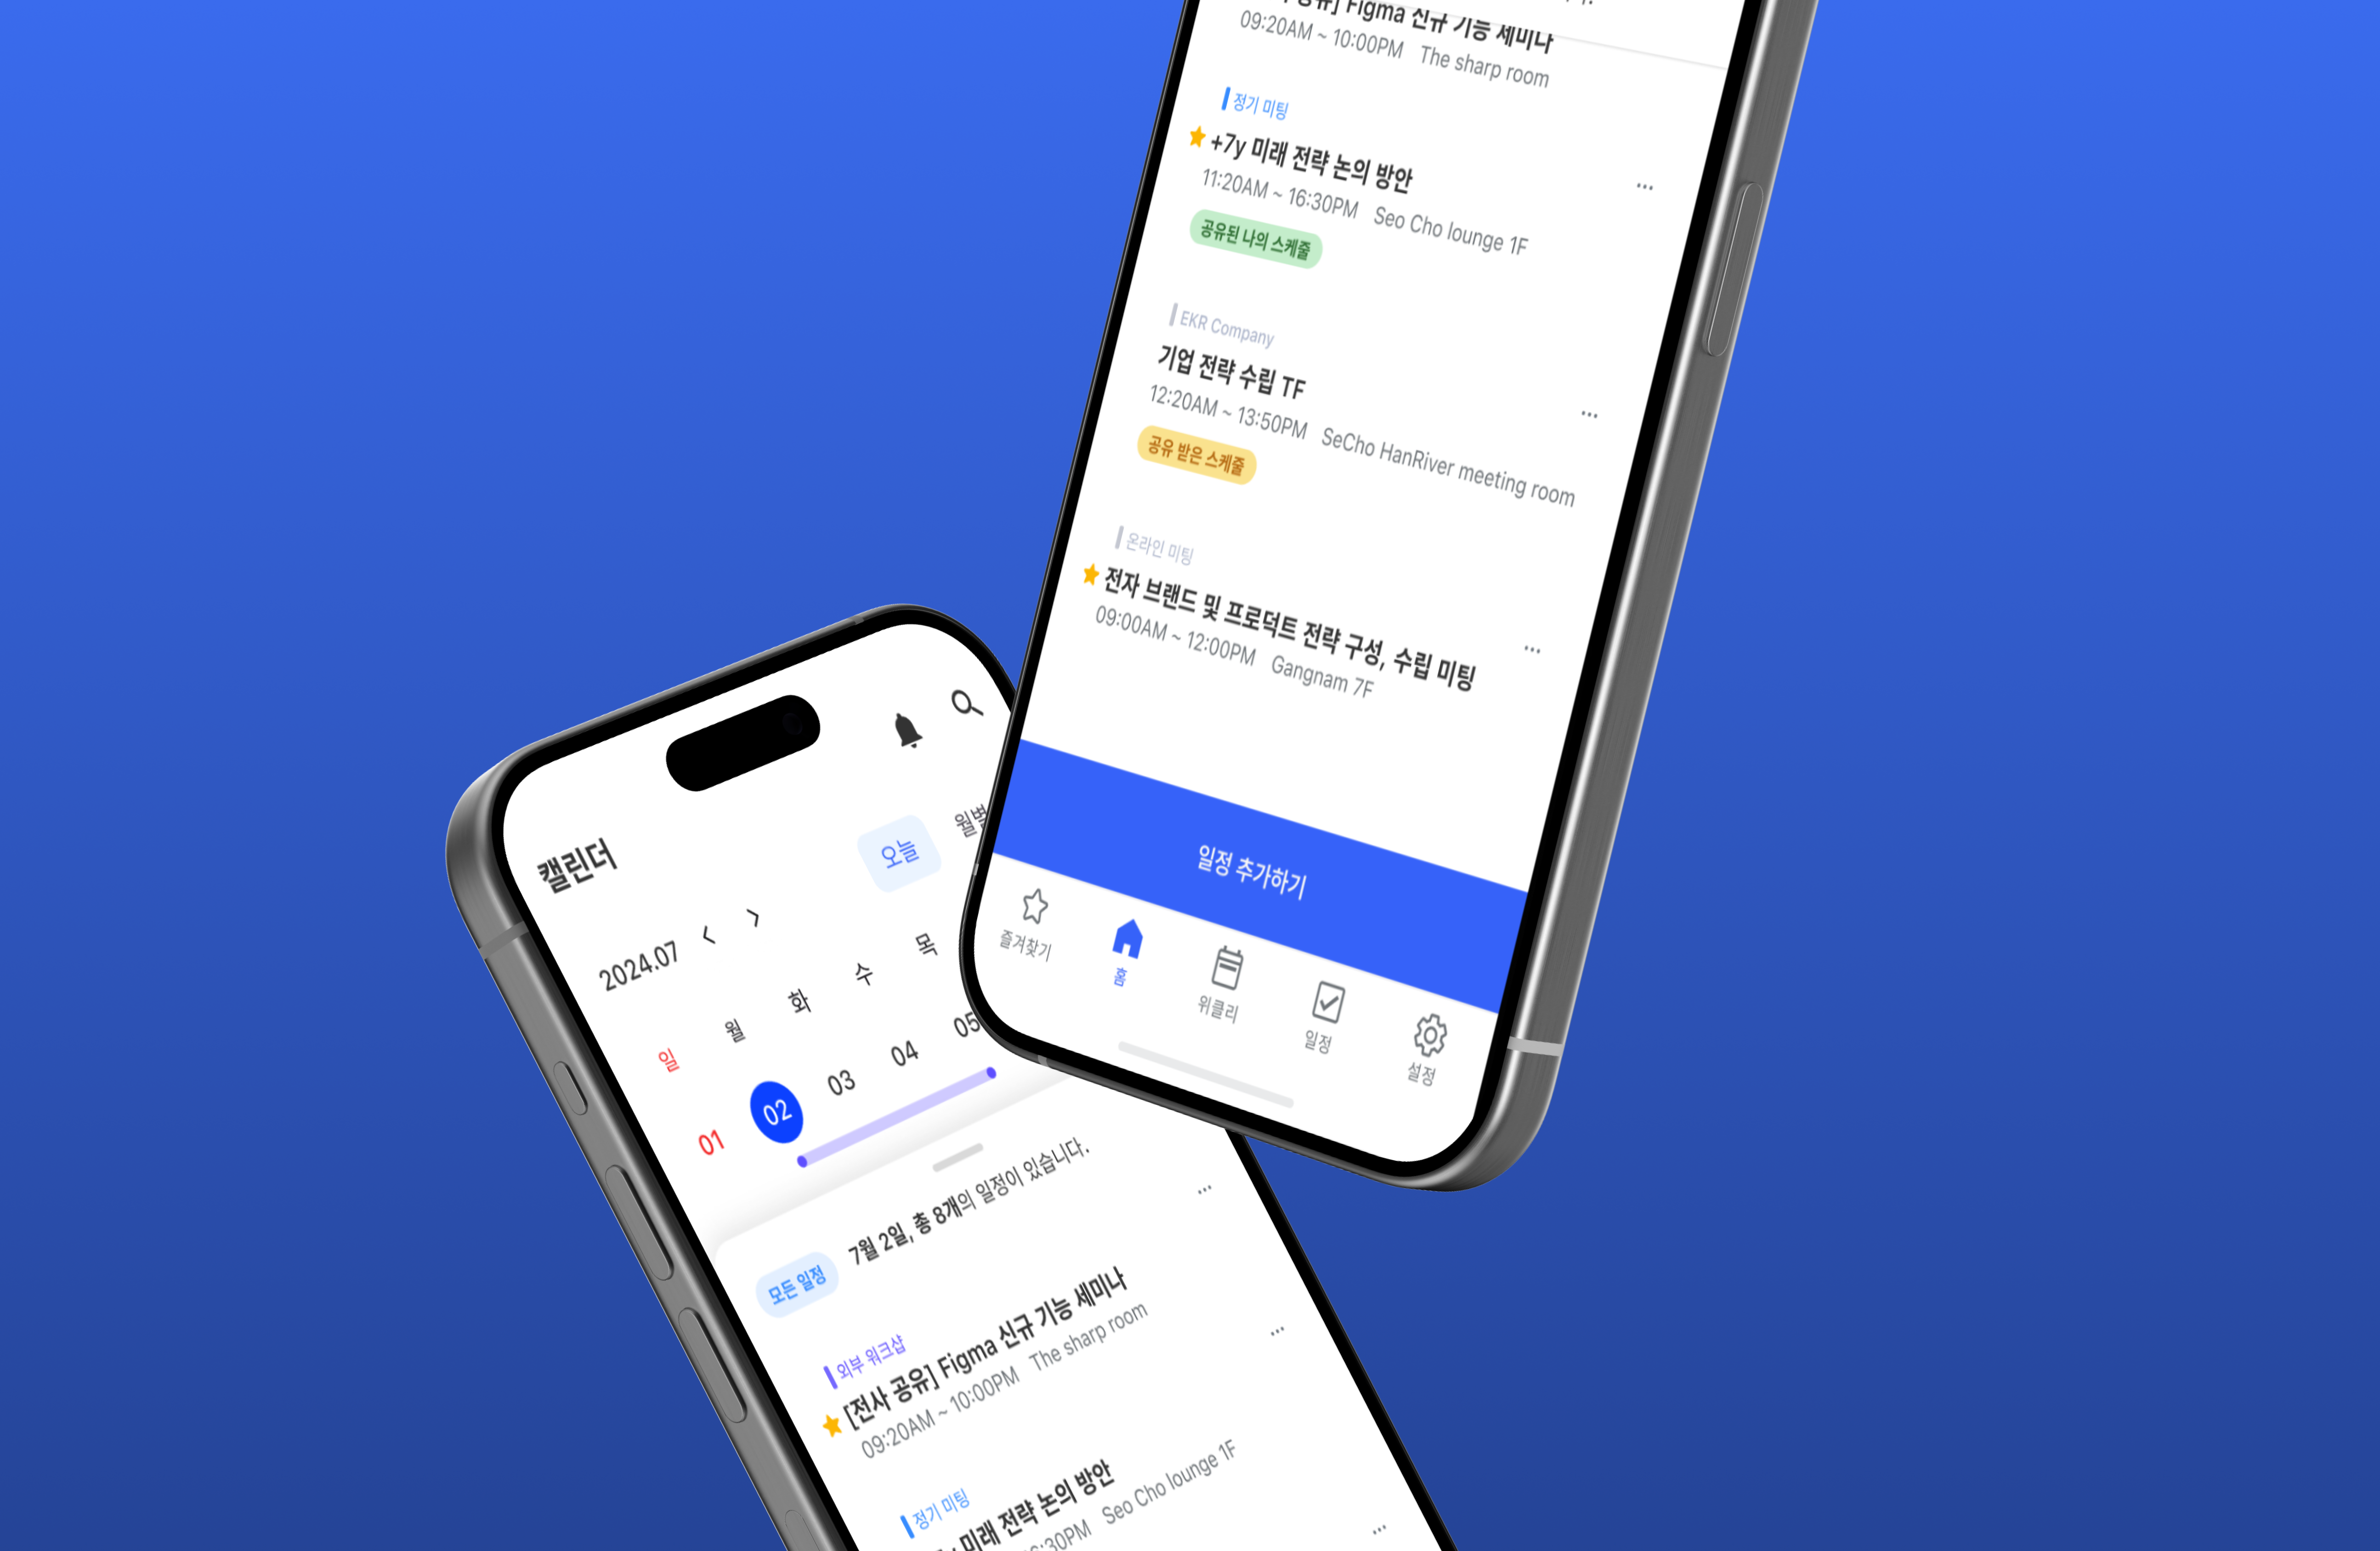 공유] Figma 신규 기능 세미나
09:20AM ~ 10:00PM The sharp room
정기 미팅
+7y 미래 전략 논의 방안
11:20AM ~ 16:30PM Seo Cho lounge 1F
공유된 나의 스케줄
EKR Company
기업 전략 수립 TF
12:20AM ~ 13:50PM SeCho HanRiver meeting room
공유 받은 스케줄
온라인 미팅
전자 브랜드 및 프로덕트 전략 구성, 수립 미팅
09:00AM ~ 12:00PM Gangnam 7F
일정 추가하기
즐겨찾기
홈
위클리
일정
설정
캘린더
오늘 월별
2024.07
일 월 화 수 목
01 02 03 04 05
모든 일정 7월 2일, 총 8개의 일정이 있습니다.
외부 워크샵
[전사 공유] Figma 신규 기능 세미나
09:20AM ~ 10:00PM The sharp room
정기 미팅
미래 전략 논의 방안
:30PM Seo Cho lounge 1F